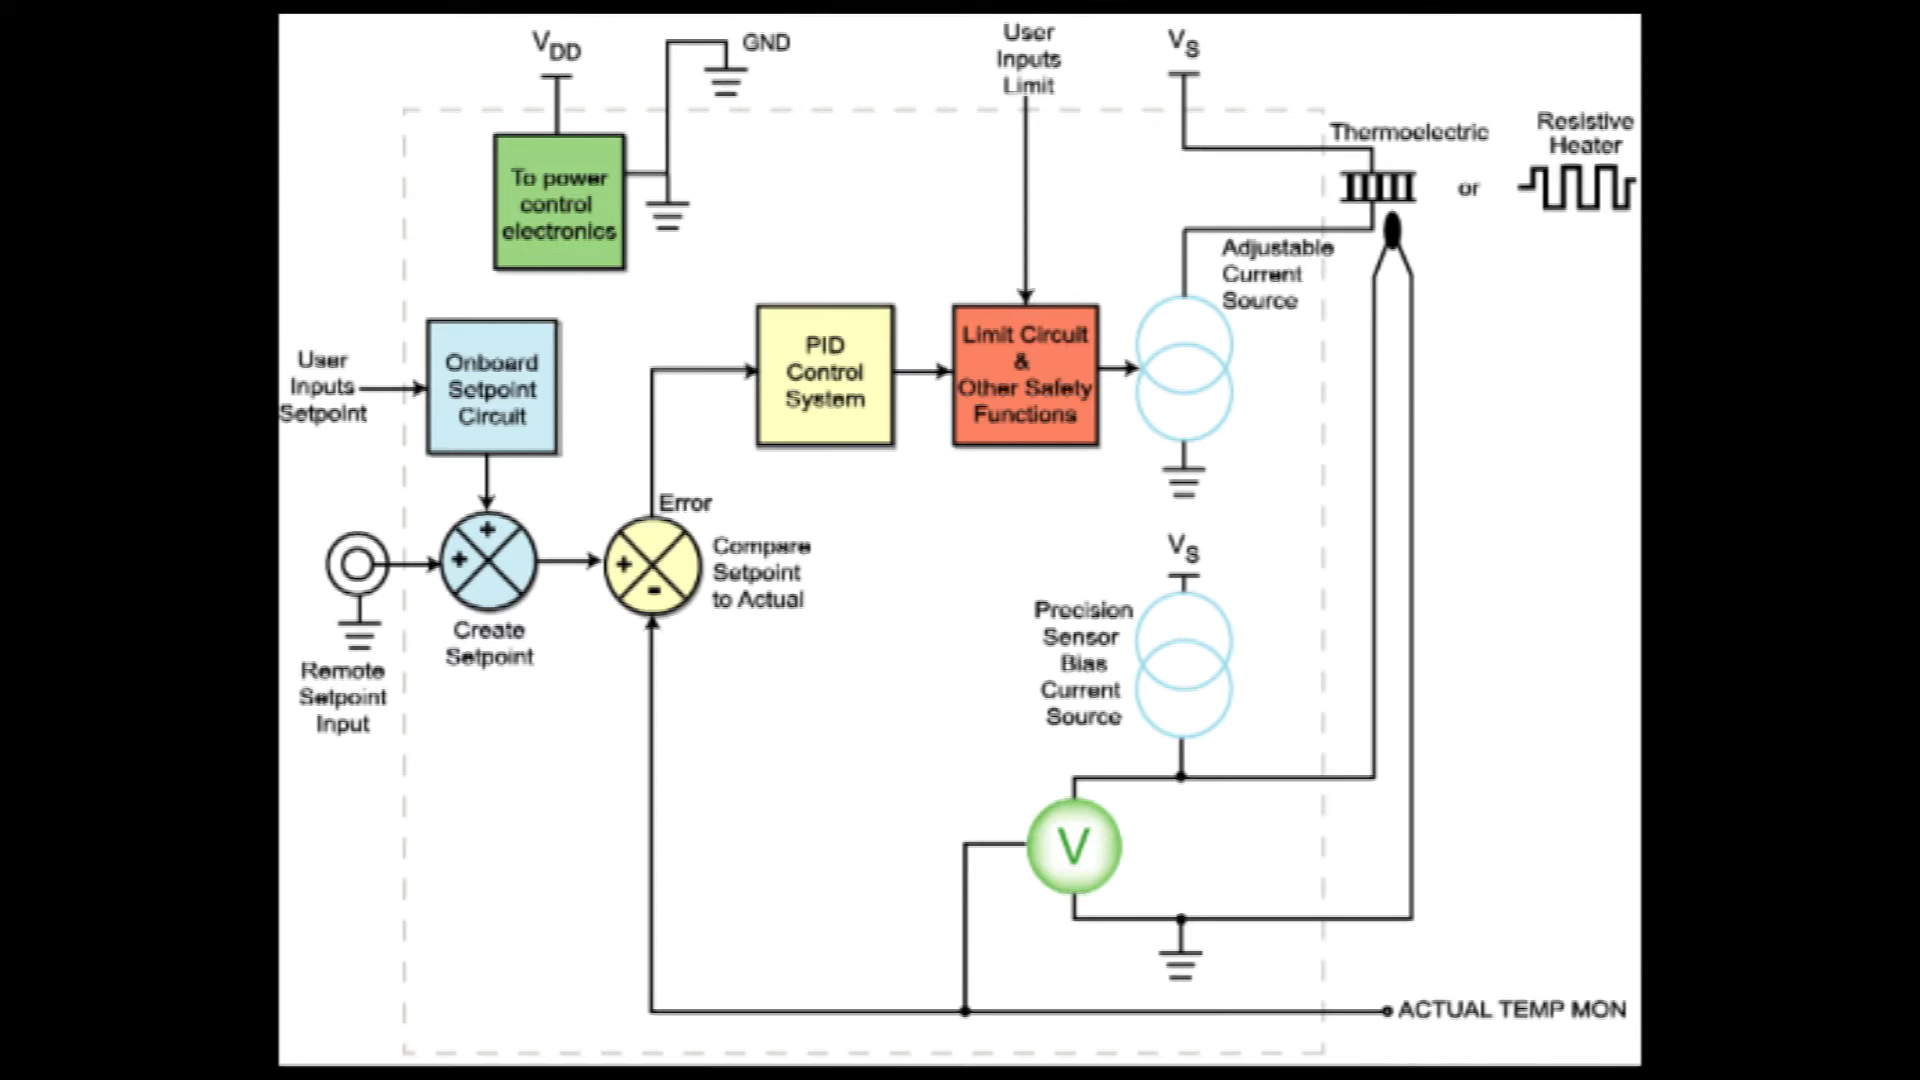 VDD
GND
User
Inputs
Limit
VS
Thermoelectric
Resistive
Heater
or
To power
control
electronics
Adjustable
Current
Source
User
Inputs
Setpoint
Onboard
Setpoint
Circuit
PID
Control
System
Limit Circuit
&
Other Safety
Functions
Error
+
+
+
-
Compare
Setpoint
to Actual
Create
Setpoint
Remote
Setpoint
Input
VS
Precision
Sensor
Bias
Current
Source
V
ACTUAL TEMP MON